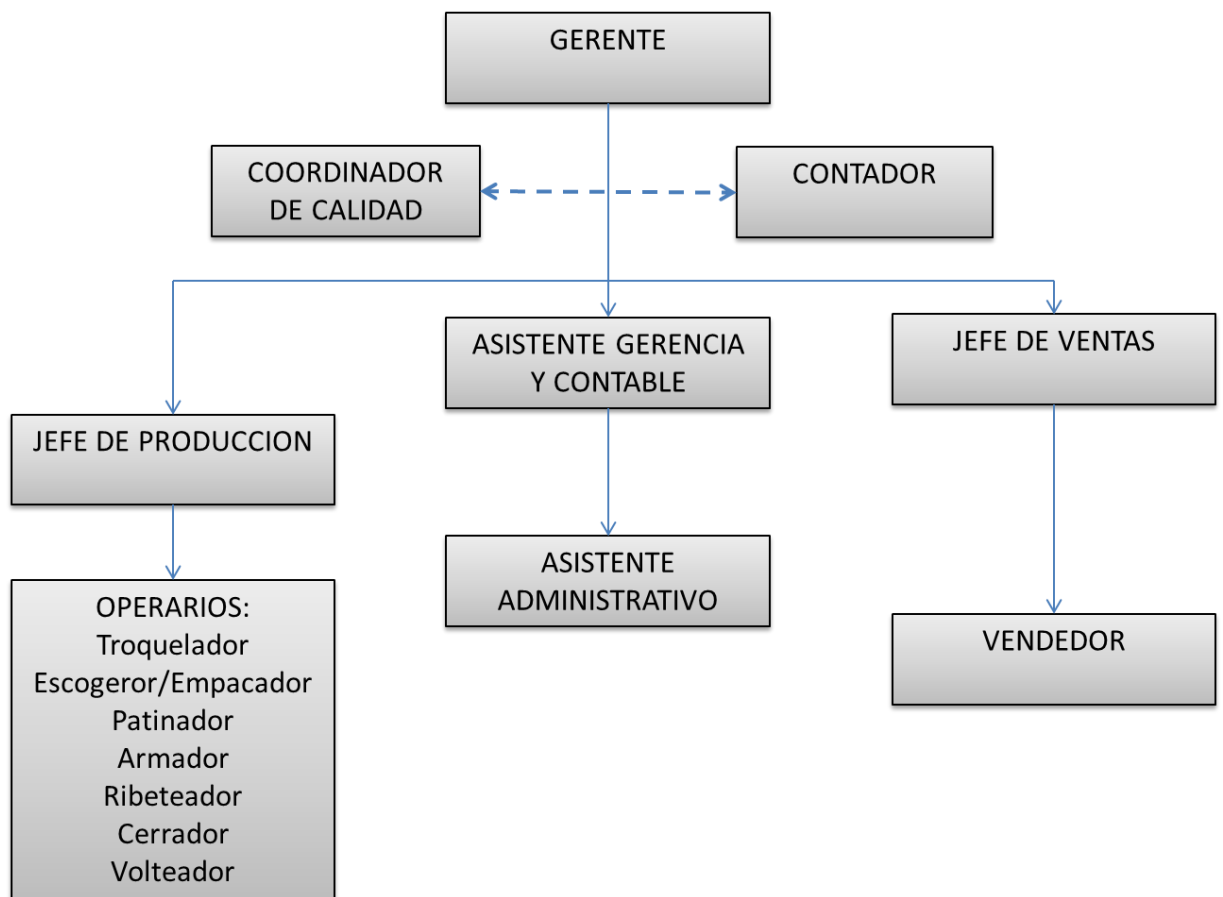 GERENTE
COORDINADOR
DE CALIDAD
CONTADOR
ASISTENTE GERENCIA
Y CONTABLE
JEFE DE VENTAS
JEFE DE PRODUCCION
ASISTENTE
ADMINISTRATIVO
OPERARIOS:
Troquelador
Escogeror/Empacador
Patinador
Armador
Ribeteador
Cerrador
Volteador
VENDEDOR